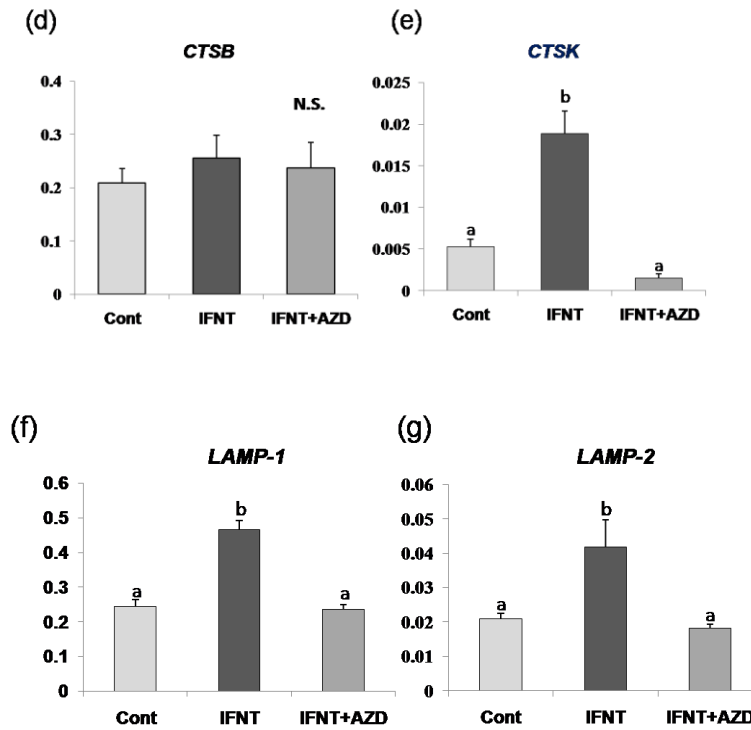 (d)
CTSB
0.4
0.3
0.2
0.1
0
N.S.
Cont IFNT IFNT+AZD
(e)
CTSK
0.025
0.02
0.015
0.01
0.005
0
a
b
a
Cont IFNT IFNT+AZD
(f)
LAMP-1
0.6
0.5
0.4
0.3
0.2
0.1
0
a
b
a
Cont IFNT IFNT+AZD
(g)
LAMP-2
0.06
0.05
0.04
0.03
0.02
0.01
0
a
b
a
Cont IFNT IFNT+AZD